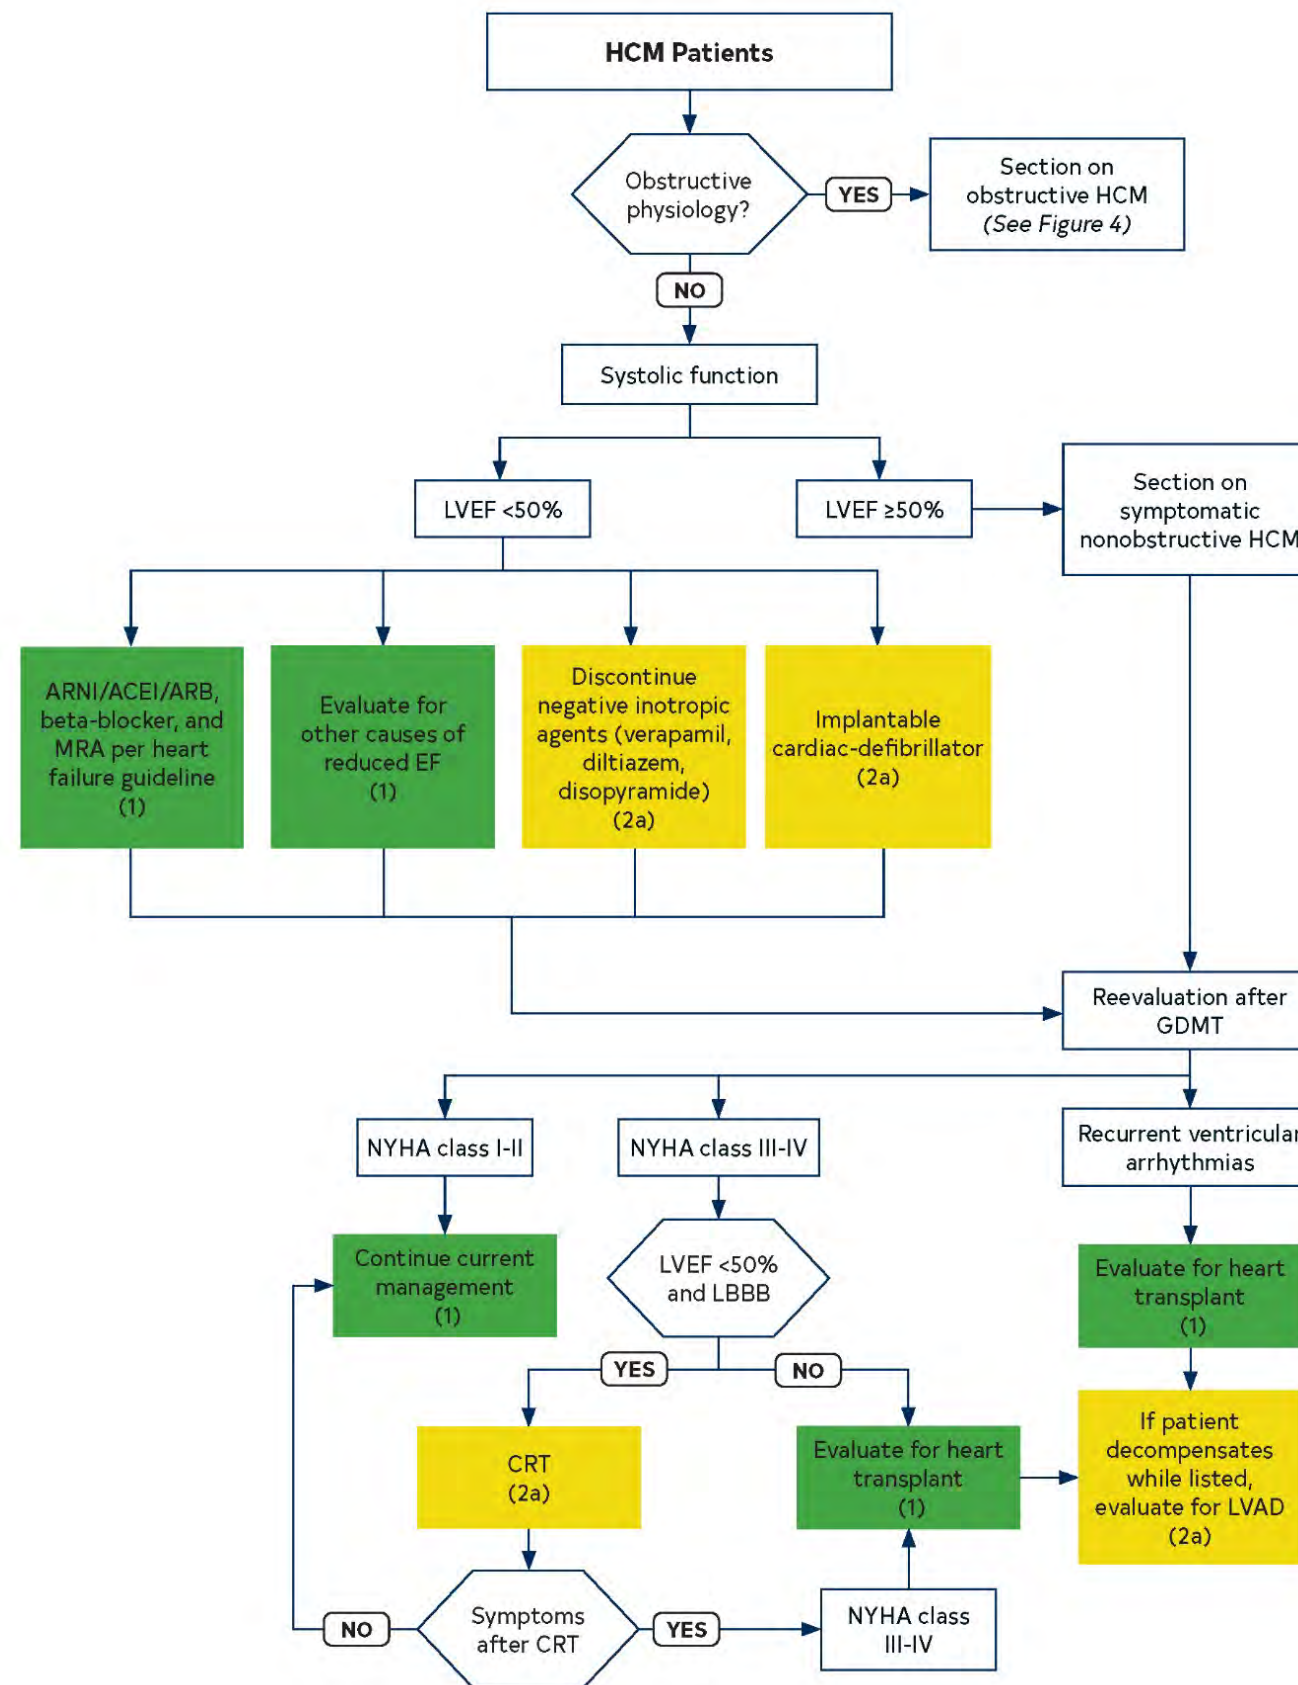 HCM Patients
Obstructive
physiology?
YES
Section on
obstructive HCM
(See Figure 4)
NO
Systolic function
LVEF <50%
LVEF ≥50%
Section on
symptomatic
nonobstructive HCM
ARNI/ACEI/ARB,
beta-blocker, and
MRA per heart
failure guideline
(1)
Evaluate for
other causes of
reduced EF
(1)
Discontinue
negative inotropic
agents (verapamil,
diltiazem,
disopyramide)
(2a)
Implantable
cardiac-defibrillator
(2a)
Reevaluation after
GDMT
NYHA class I-II
NYHA class III-IV
Recurrent ventricular
arrhythmias
Continue current
management
(1)
LVEF <50%
and LBBB
Evaluate for heart
transplant
(1)
YES
NO
CRT
(2a)
Evaluate for heart
transplant
(1)
If patient
decompensates
while listed,
evaluate for LVAD
(2a)
NO
Symptoms
after CRT
YES
NYHA class
III-IV